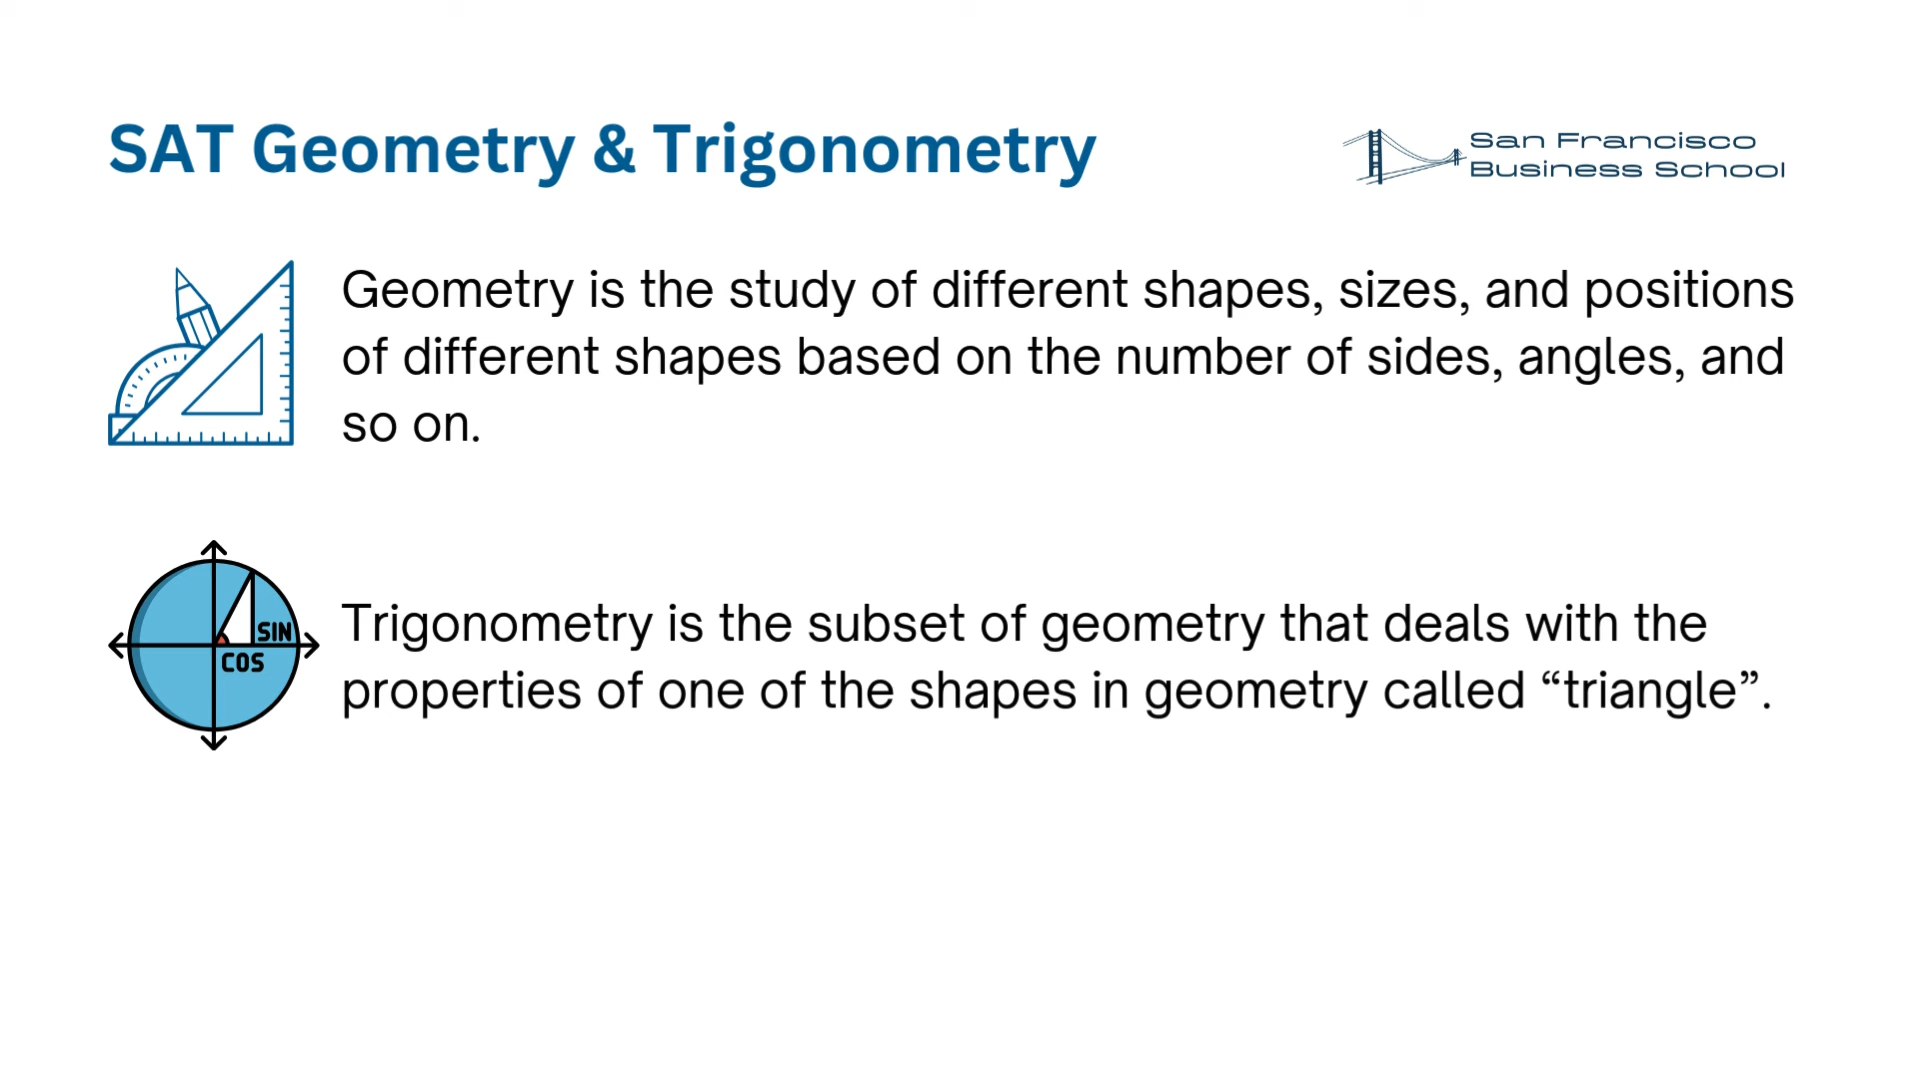 SAT Geometry & Trigonometry
San Francisco
Business School
Geometry is the study of different shapes, sizes, and positions
of different shapes based on the number of sides, angles, and
so on.
SIN
COS
Trigonometry is the subset of geometry that deals with the
properties of one of the shapes in geometry called “triangle”.